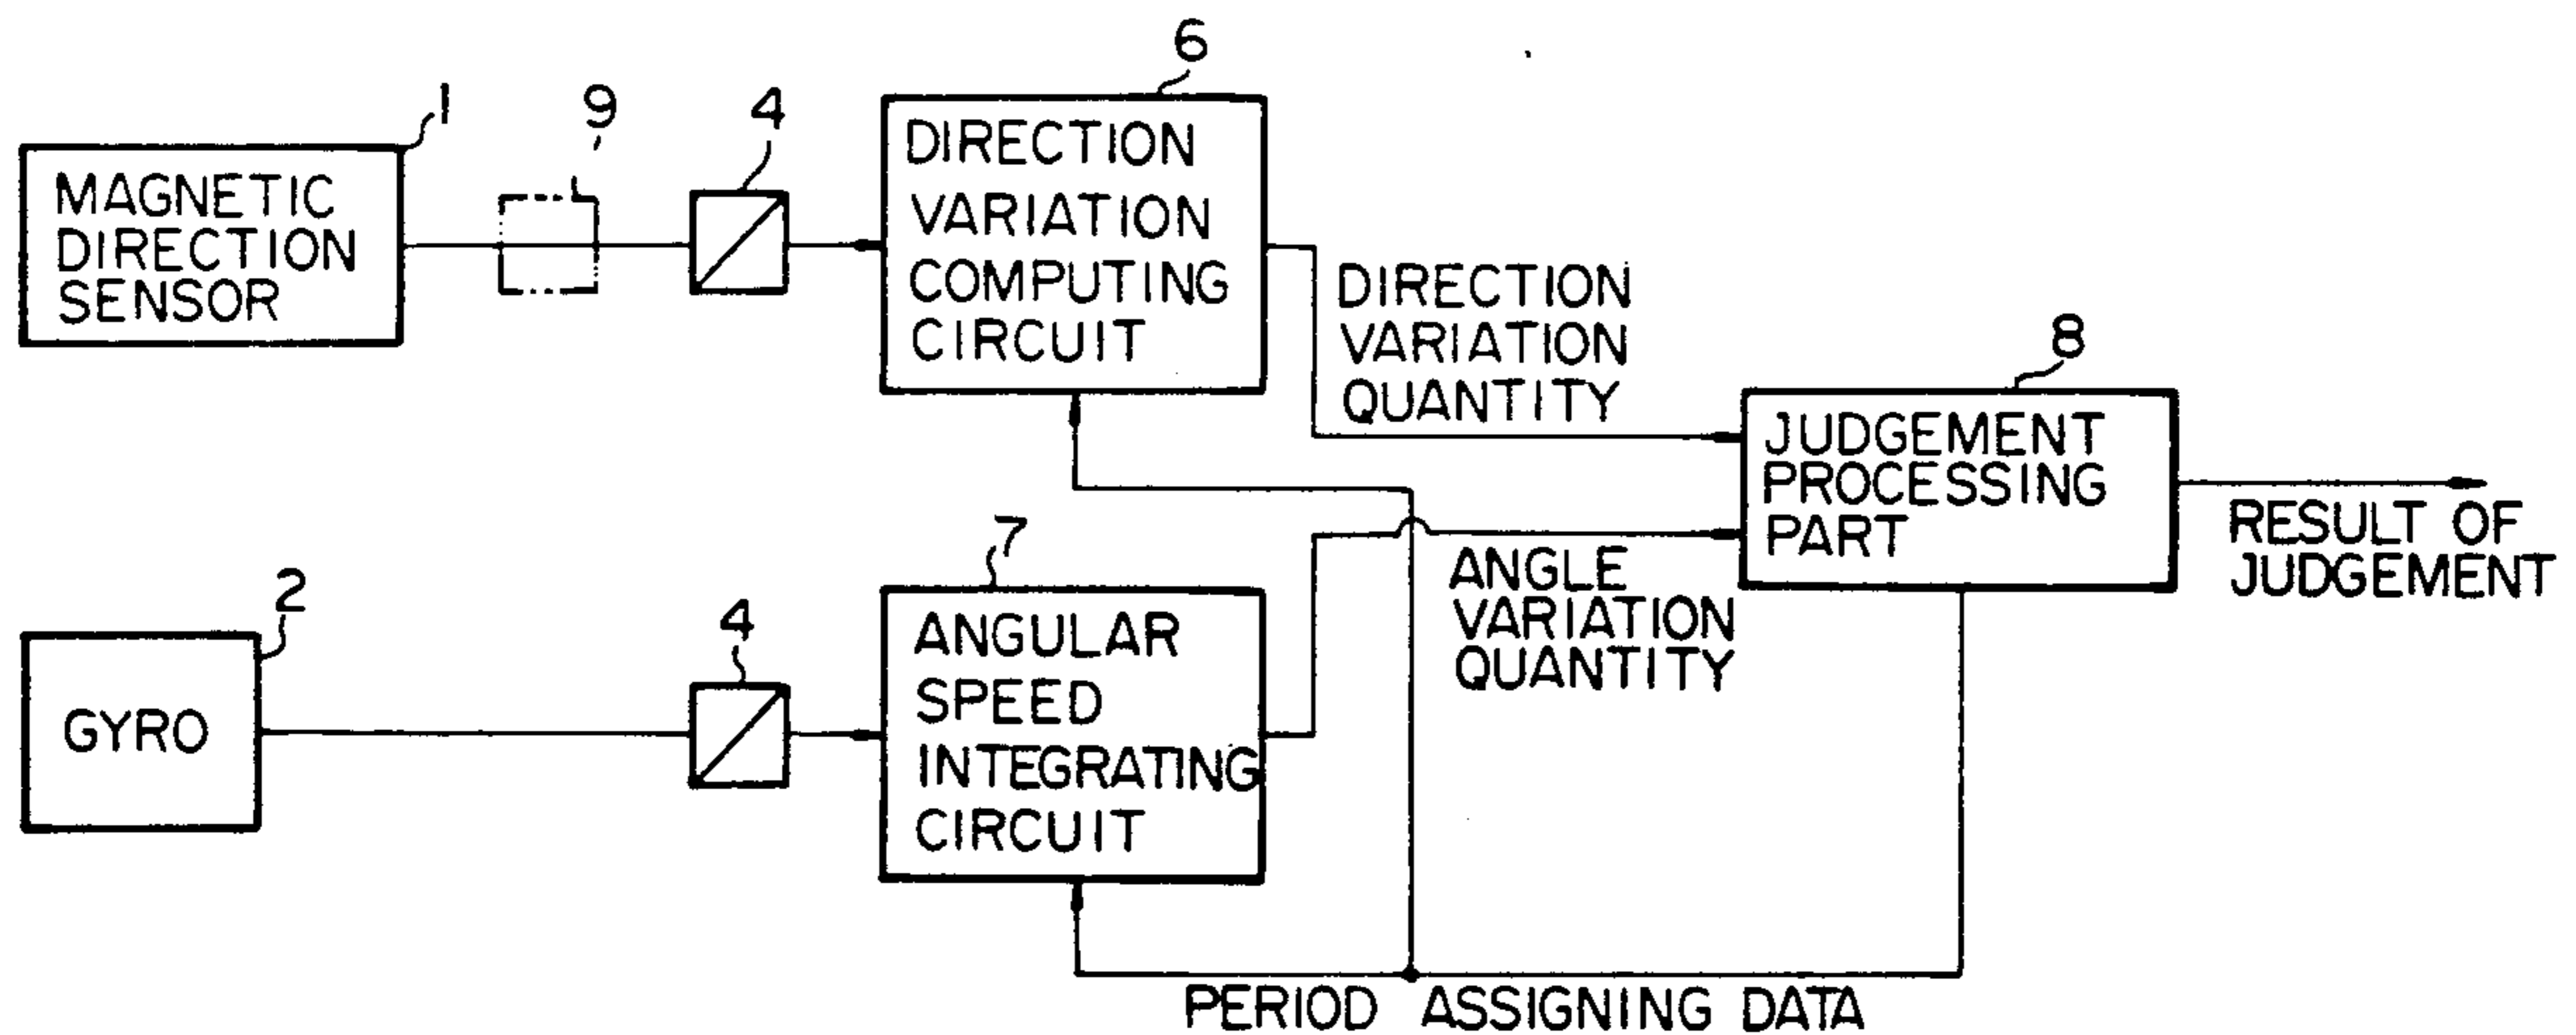 1
MAGNETIC
DIRECTION
SENSOR
9
4
6
DIRECTION
VARIATION
COMPUTING
CIRCUIT
DIRECTION
VARIATION
QUANTITY
8
JUDGEMENT
PROCESSING
PART
RESULT OF
JUDGEMENT
2
GYRO
4
7
ANGULAR
SPEED
INTEGRATING
CIRCUIT
ANGLE
VARIATION
QUANTITY
PERIOD ASSIGNING DATA